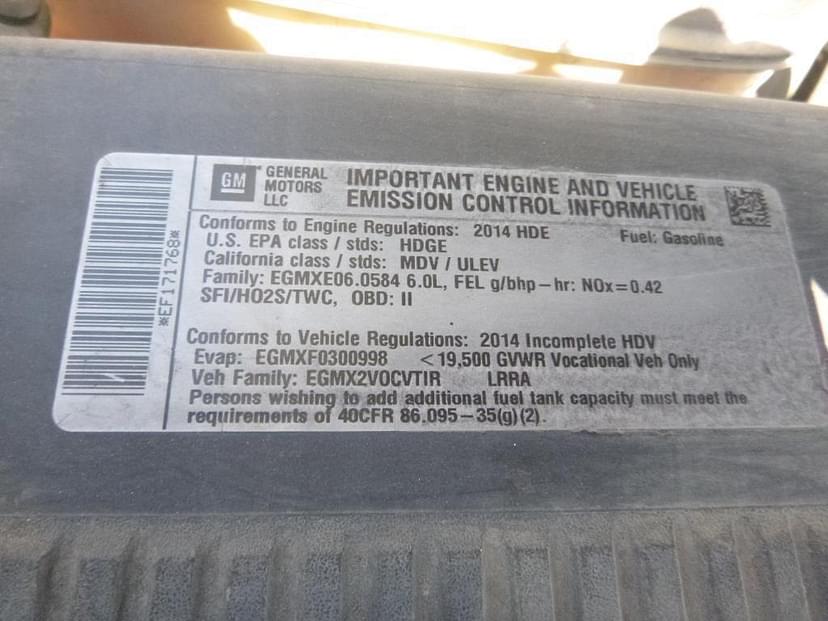 GM
GENERAL
MOTORS
LLC
IMPORTANT ENGINE AND VEHICLE
EMISSION CONTROL INFORMATION
Conforms to Engine Regulations: 2014 HDE
Fuel: Gasoline
U.S. EPA class / stds: HDGE
California class / stds: MDV / ULEV
Family: EGMXE06.0584 6.0L, FEL g/bhp-hr: NOx=0.42
SFI/HO2S/TWC, OBD: II
Conforms to Vehicle Regulations: 2014 Incomplete HDV
Evap: EGMXF0300998 <19,500 GVWR Vocational Veh Only
Veh Family: EGMX2VOCVTIR LRRA
Persons wishing to add additional fuel tank capacity must meet the
requirements of 40CFR 86.095-35(g)(2).
*EF171768*